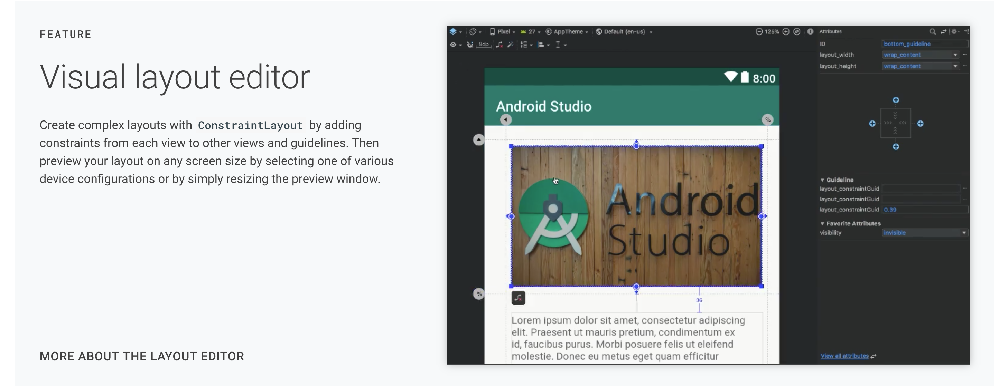 FEATURE
Visual layout editor
Create complex layouts with ConstraintLayout by adding
constraints from each view to other views and guidelines. Then
preview your layout on any screen size by selecting one of various
device configurations or by simply resizing the preview window.
MORE ABOUT THE LAYOUT EDITOR
Pixel 27 AppTheme Default (en-us) 125%
8dp
8:00
Android Studio
%
Android
Studio
%
36
Lorem ipsum dolor sit amet, consectetur adipiscing
elit. Praesent ut mauris pretium, condimentum ex
id, faucibus purus. Morbi posuere felis ut eleifend
molestie. Donec eu metus eget quam efficitur
Attributes
ID bottom_guideline
layout_width wrap_content
layout_height wrap_content
Guideline
layout_constraintGuid
layout_constraintGuid
layout_constraintGuid 0.39
Favorite Attributes
visibility invisible
View all attributes